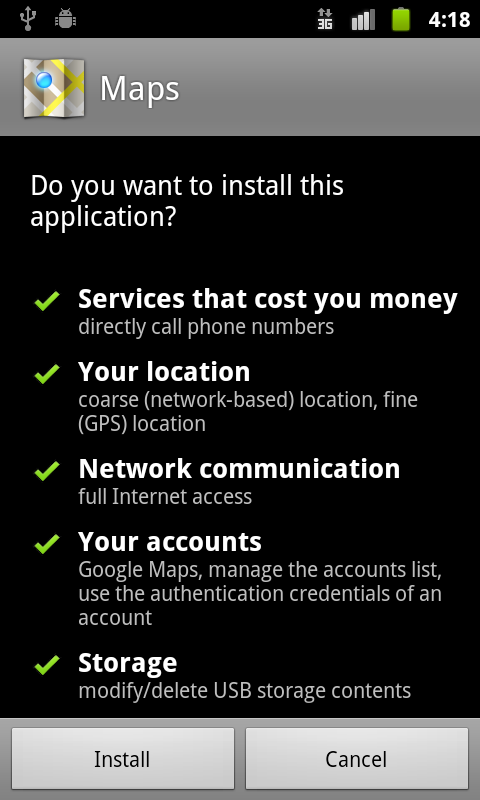 3G 4:18
Maps
Do you want to install this
application?
Services that cost you money
directly call phone numbers
Your location
coarse (network-based) location, fine
(GPS) location
Network communication
full Internet access
Your accounts
Google Maps, manage the accounts list,
use the authentication credentials of an
account
Storage
modify/delete USB storage contents
Install Cancel